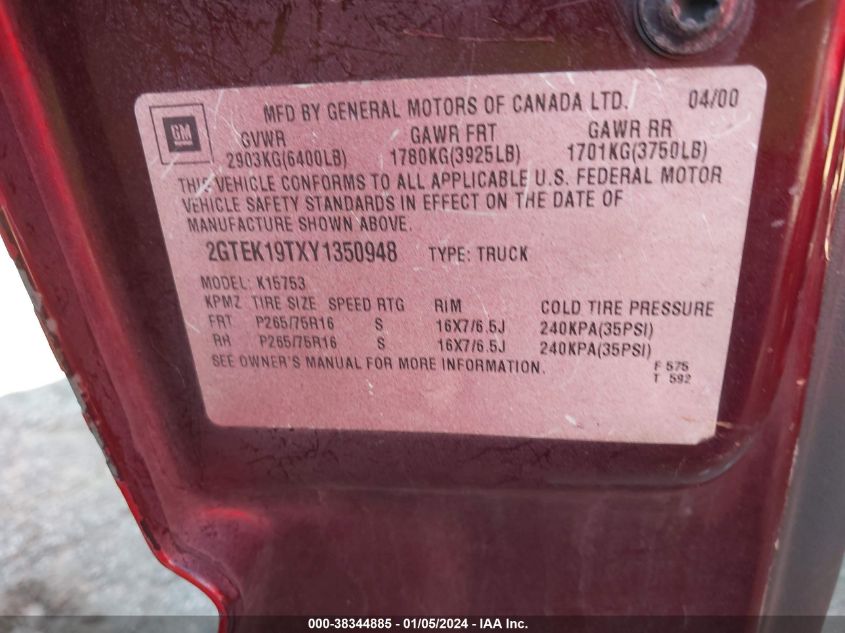 MFD BY GENERAL MOTORS OF CANADA LTD. 04/00
GM
GVWR GAWR FRT GAWR RR
2903KG(6400LB) 1780KG(3925LB) 1701KG(3750LB)
THIS VEHICLE CONFORMS TO ALL APPLICABLE U.S. FEDERAL MOTOR
VEHICLE SAFETY STANDARDS IN EFFECT ON THE DATE OF
MANUFACTURE SHOWN ABOVE.
2GTEK19TXY1350948 TYPE: TRUCK
MODEL: K15753
KPMZ TIRE SIZE SPEED RTG RIM COLD TIRE PRESSURE
FRT P265/75R16 S 16X7/6.5J 240KPA(35PSI)
RR P265/75R16 S 16X7/6.5J 240KPA(35PSI)
SEE OWNER'S MANUAL FOR MORE INFORMATION.
F 575
T 592
000-38344885 - 01/05/2024 - IAA Inc.